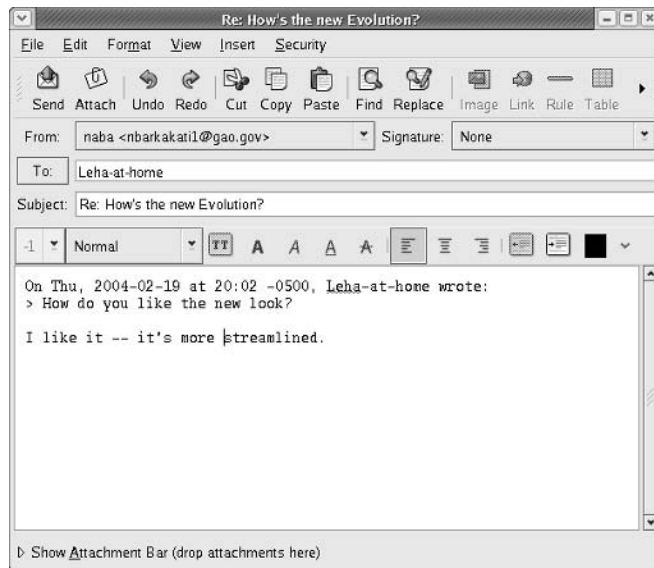 Re: How's the new Evolution?
File Edit Format View Insert Security
Send Attach Undo Redo Cut Copy Paste Find Replace Image Link Rule Table
From: naba <nbarkakati1@gao.gov> Signature: None
To: Leha-at-home
Subject: Re: How's the new Evolution?
-1 Normal TT A A A A
On Thu, 2004-02-19 at 20:02 -0500, Leha-at-home wrote:
> How do you like the new look?
I like it -- it's more streamlined.
Show Attachment Bar (drop attachments here)